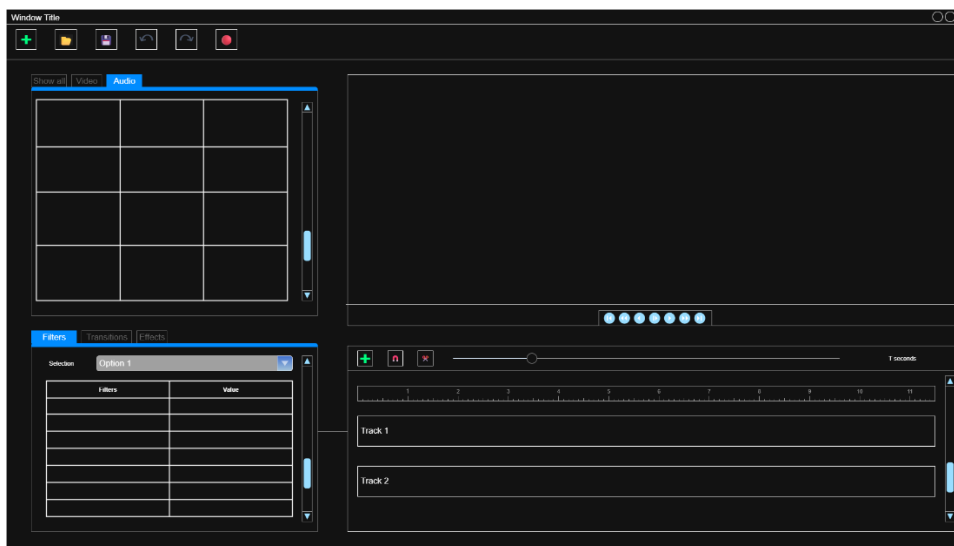 Window Title
Show all Video Audio
Filters Transitions Effects
Selection Option 1
Filters Value
T seconds
1 2 3 4 5 6 7 8 9 10 11
Track 1
Track 2